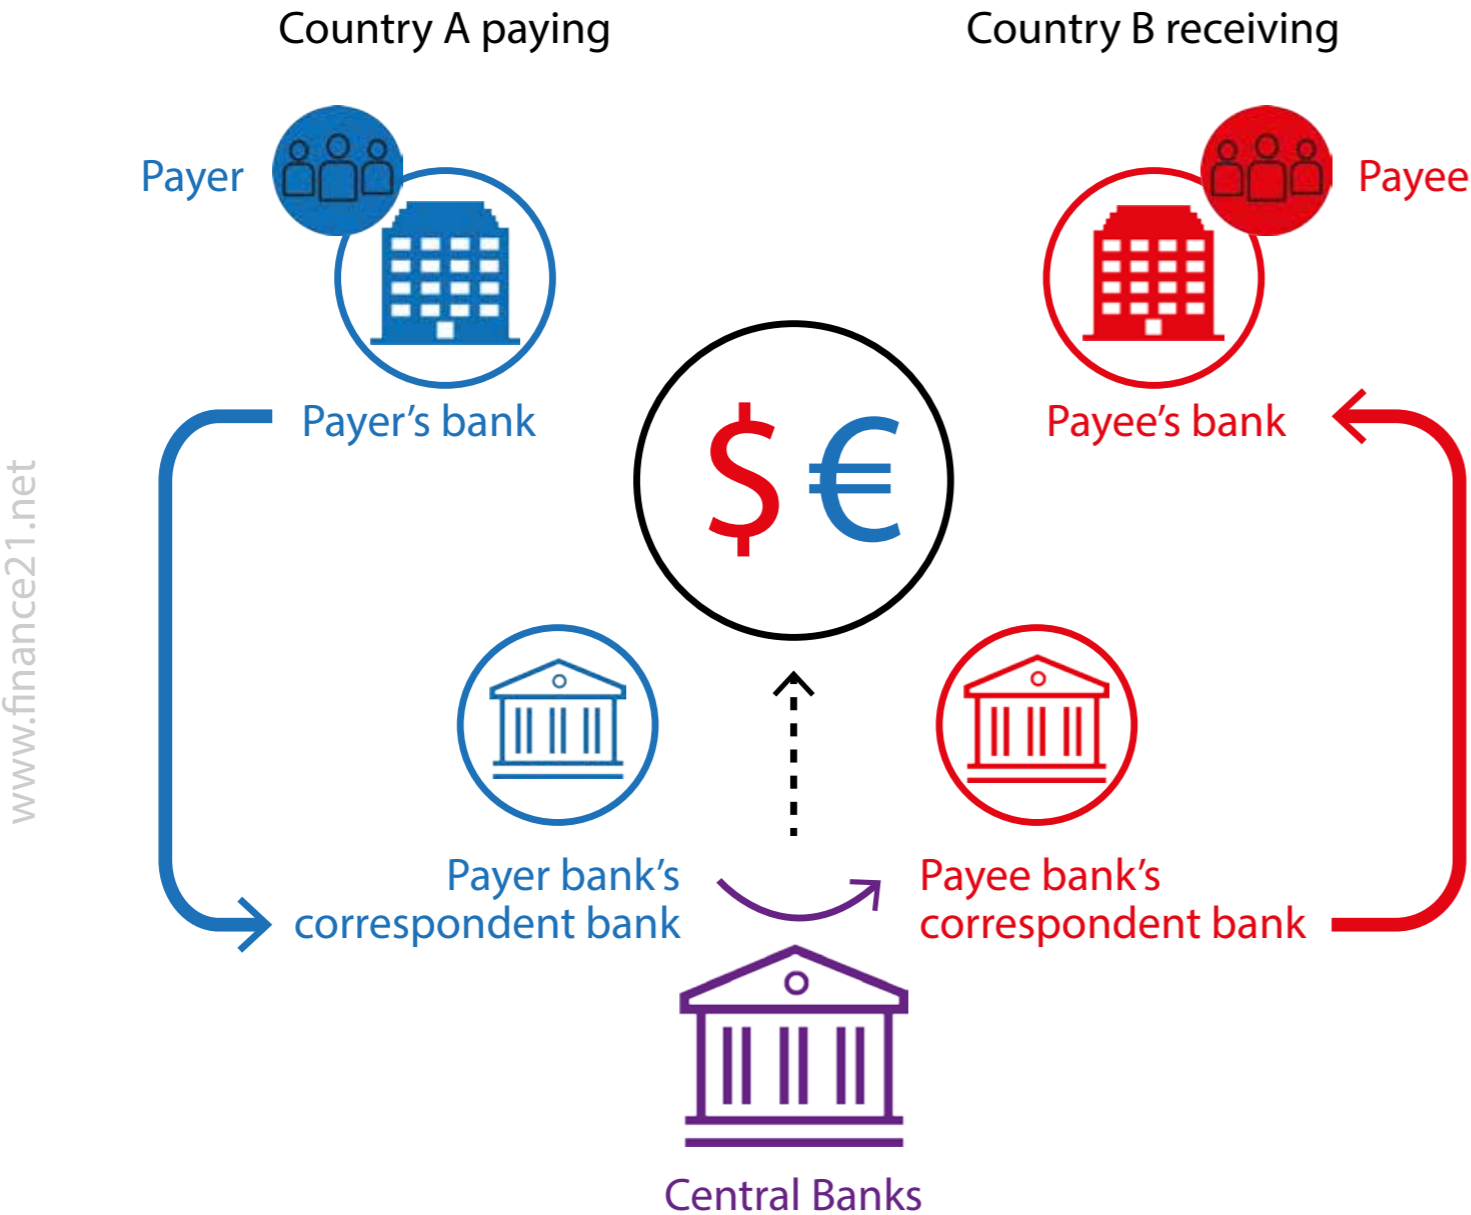 Country A paying
Country B receiving
Payer
Payee
Payer’s bank
Payee’s bank
$ €
www.finance21.net
Payer bank’s
correspondent bank
Payee bank’s
correspondent bank
Central Banks